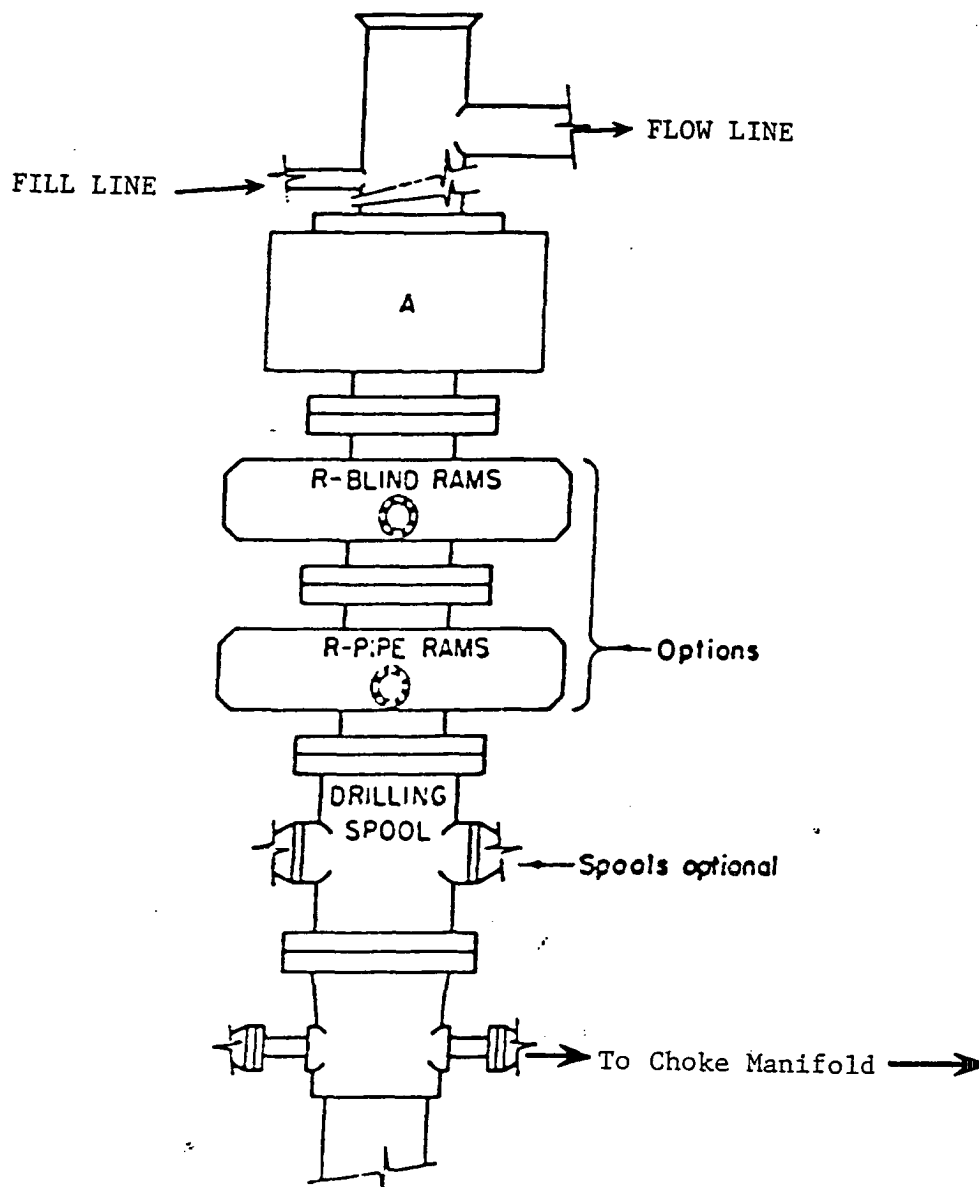 FLOW LINE
FILL LINE
A
R-BLIND RAMS
R-PIPE RAMS
Options
DRILLING
SPOOL
Spools optional
To Choke Manifold